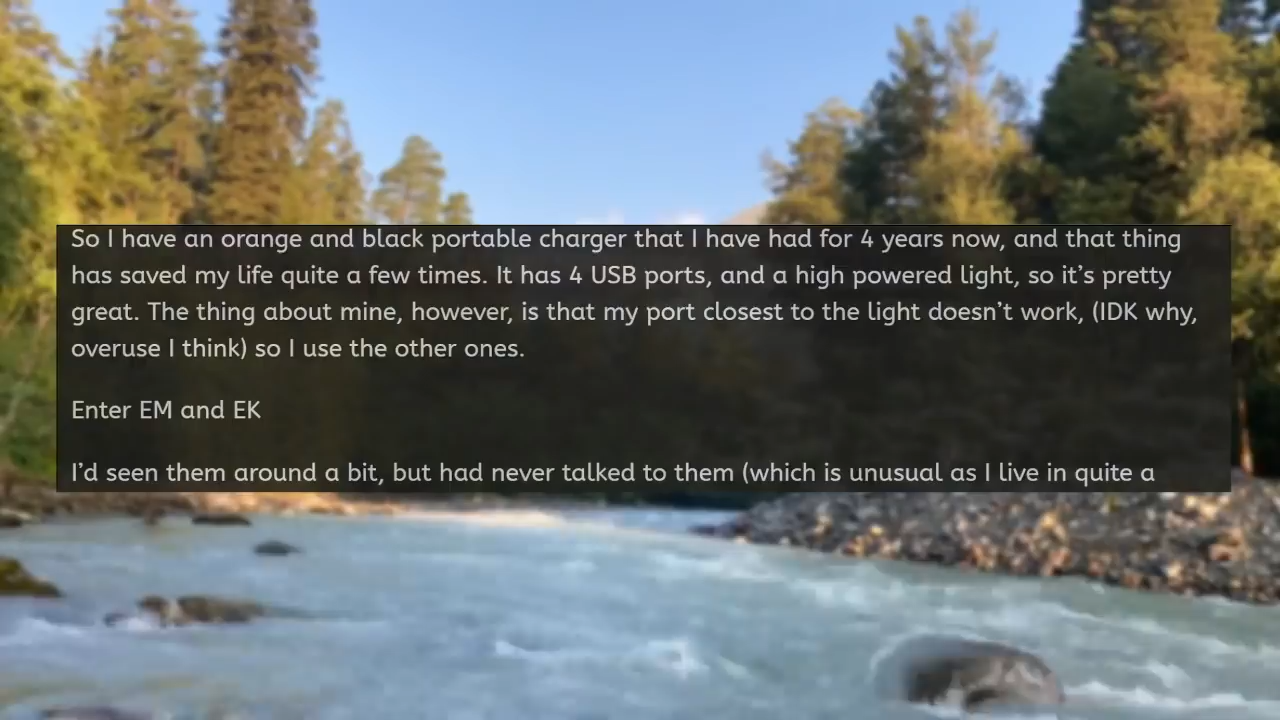 So I have an orange and black portable charger that I have had for 4 years now, and that thing
has saved my life quite a few times. It has 4 USB ports, and a high powered light, so it’s pretty
great. The thing about mine, however, is that my port closest to the light doesn’t work, (IDK why,
overuse I think) so I use the other ones.
Enter EM and EK
I’d seen them around a bit, but had never talked to them (which is unusual as I live in quite a